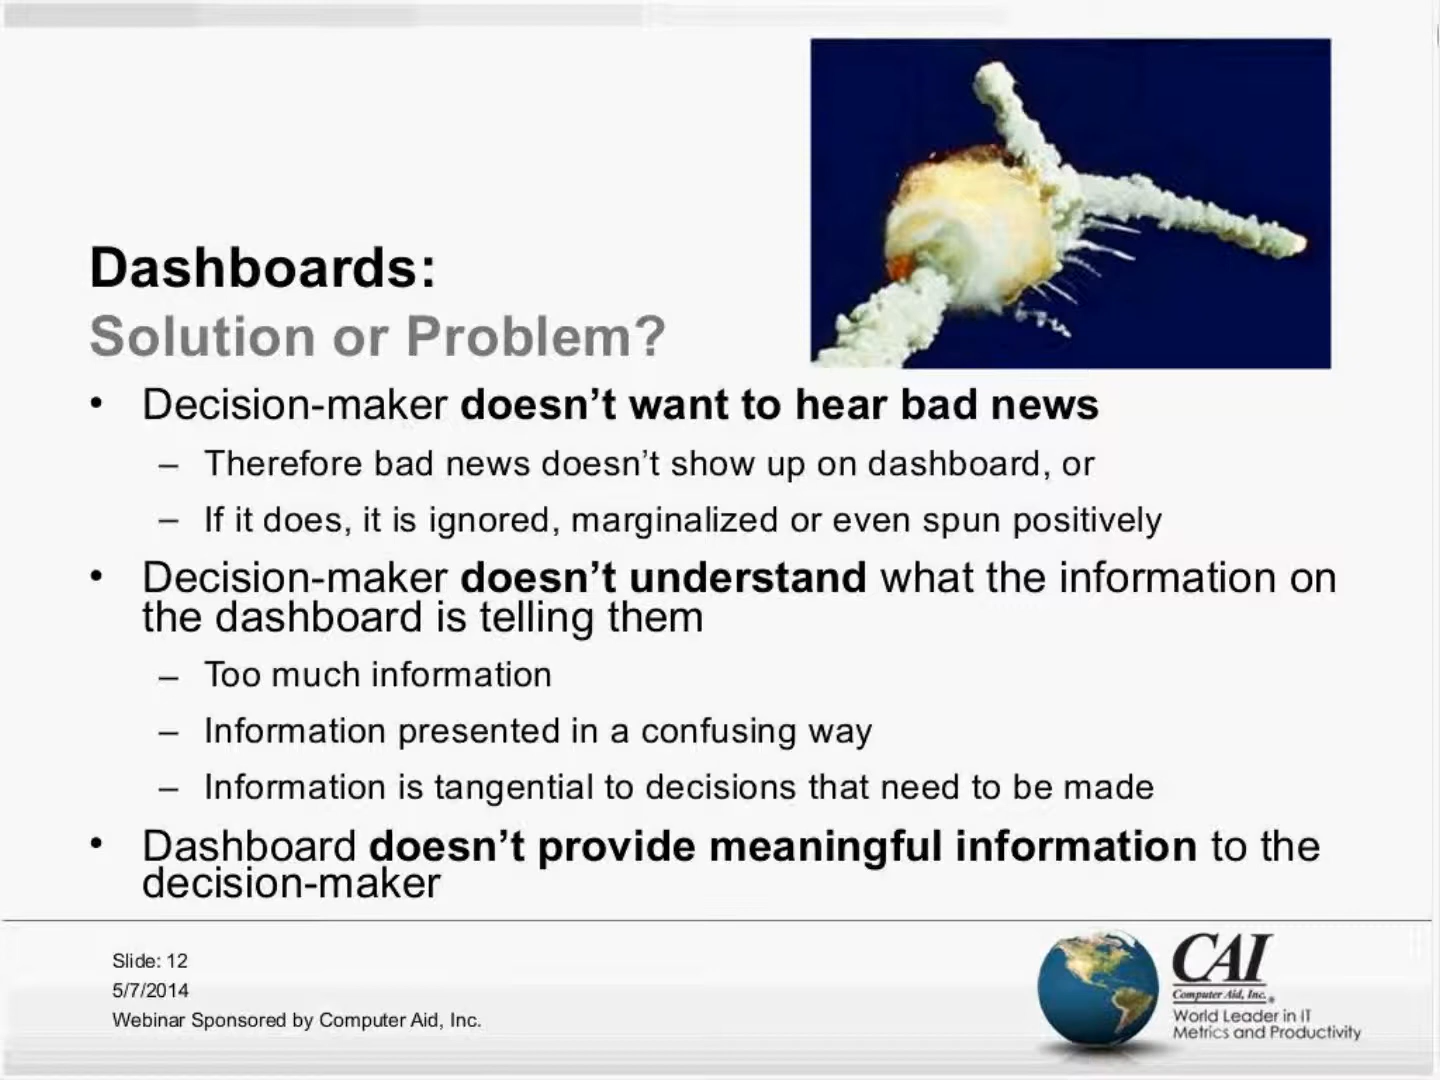 Dashboards:
Solution or Problem?
• Decision-maker doesn’t want to hear bad news
– Therefore bad news doesn’t show up on dashboard, or
– If it does, it is ignored, marginalized or even spun positively
• Decision-maker doesn’t understand what the information on
the dashboard is telling them
– Too much information
– Information presented in a confusing way
– Information is tangential to decisions that need to be made
• Dashboard doesn’t provide meaningful information to the
decision-maker
Slide: 12
5/7/2014
Webinar Sponsored by Computer Aid, Inc.
CAI
Computer Aid, Inc.®
World Leader in IT
Metrics and Productivity